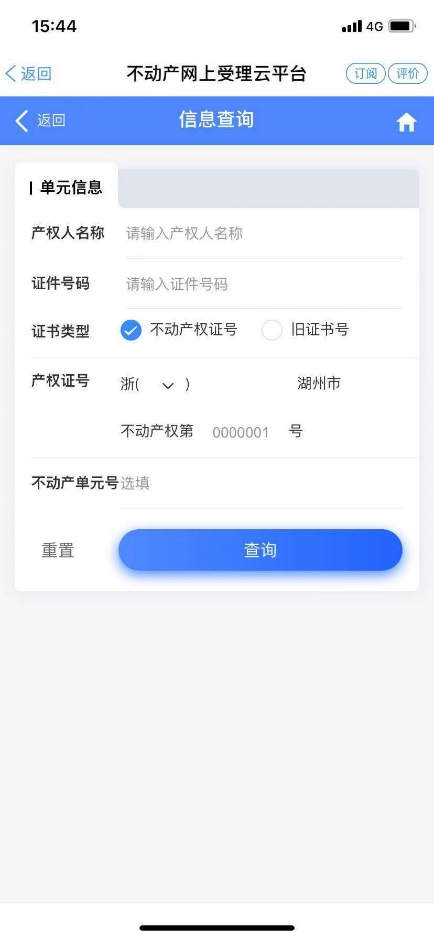 15:44 4G
返回 不动产网上受理云平台 订阅 评价
返回 信息查询
单元信息
产权人名称 请输入产权人名称
证件号码 请输入证件号码
证书类型 不动产权证号 旧证书号
产权证号 浙( ) 湖州市
不动产权第 0000001 号
不动产单元号 选填
重置 查询